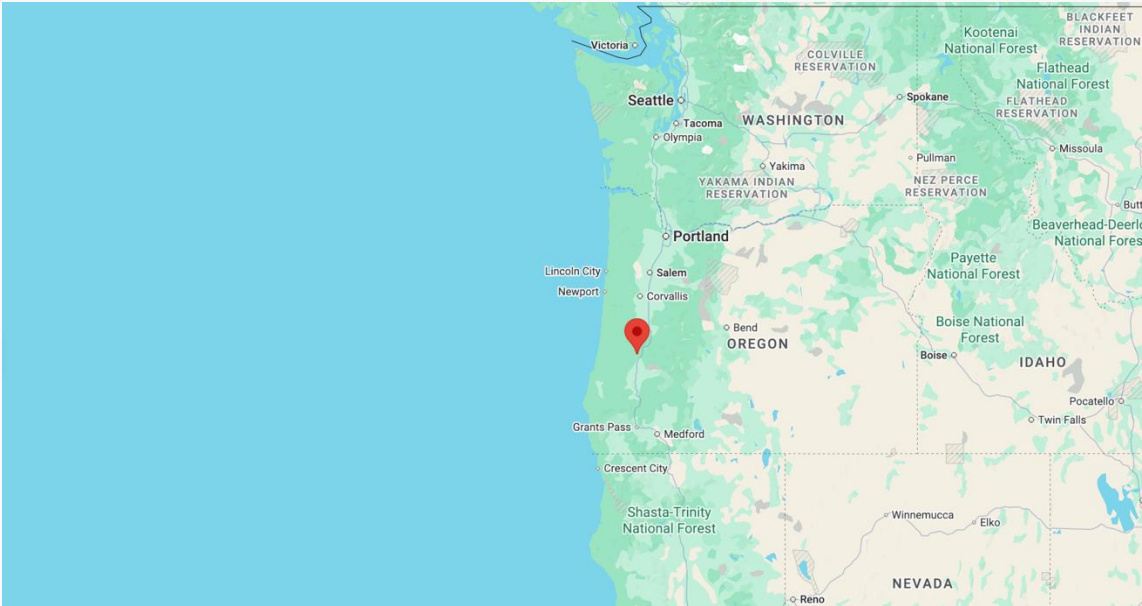 BLACKFEET
INDIAN
RESERVATION
Kootenai
National Forest
Victoria
COLVILLE
RESERVATION
Flathead
National Forest
Seattle
Spokane
FLATHEAD
RESERVATION
WASHINGTON
Tacoma
Olympia
Missoula
Pullman
Yakima
YAKAMA INDIAN
RESERVATION
NEZ PERCE
RESERVATION
Butt
Beaverhead-Deerlo
National Fores
Portland
Payette
National Forest
Lincoln City
Salem
Newport
Corvallis
Boise National
Forest
Bend
OREGON
Boise
IDAHO
Pocatello
Twin Falls
Grants Pass
Medford
Crescent City
Shasta-Trinity
National Forest
Winnemucca
Elko
NEVADA
Reno